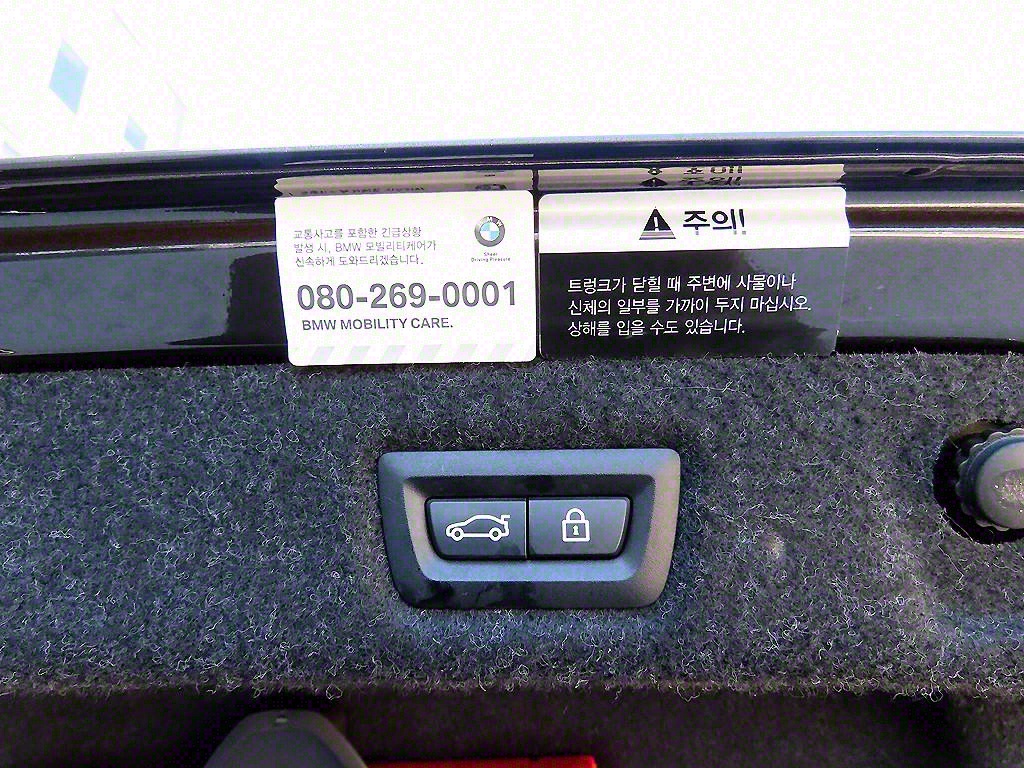 교통사고를 포함한 긴급상황
발생 시, BMW 모빌리티케어가
신속하게 도와드리겠습니다.
BMW
Sheer
Driving Pleasure
080-269-0001
BMW MOBILITY CARE.
주의!
트렁크가 닫힐 때 주변에 사물이나
신체의 일부를 가까이 두지 마십시오.
상해를 입을 수도 있습니다.